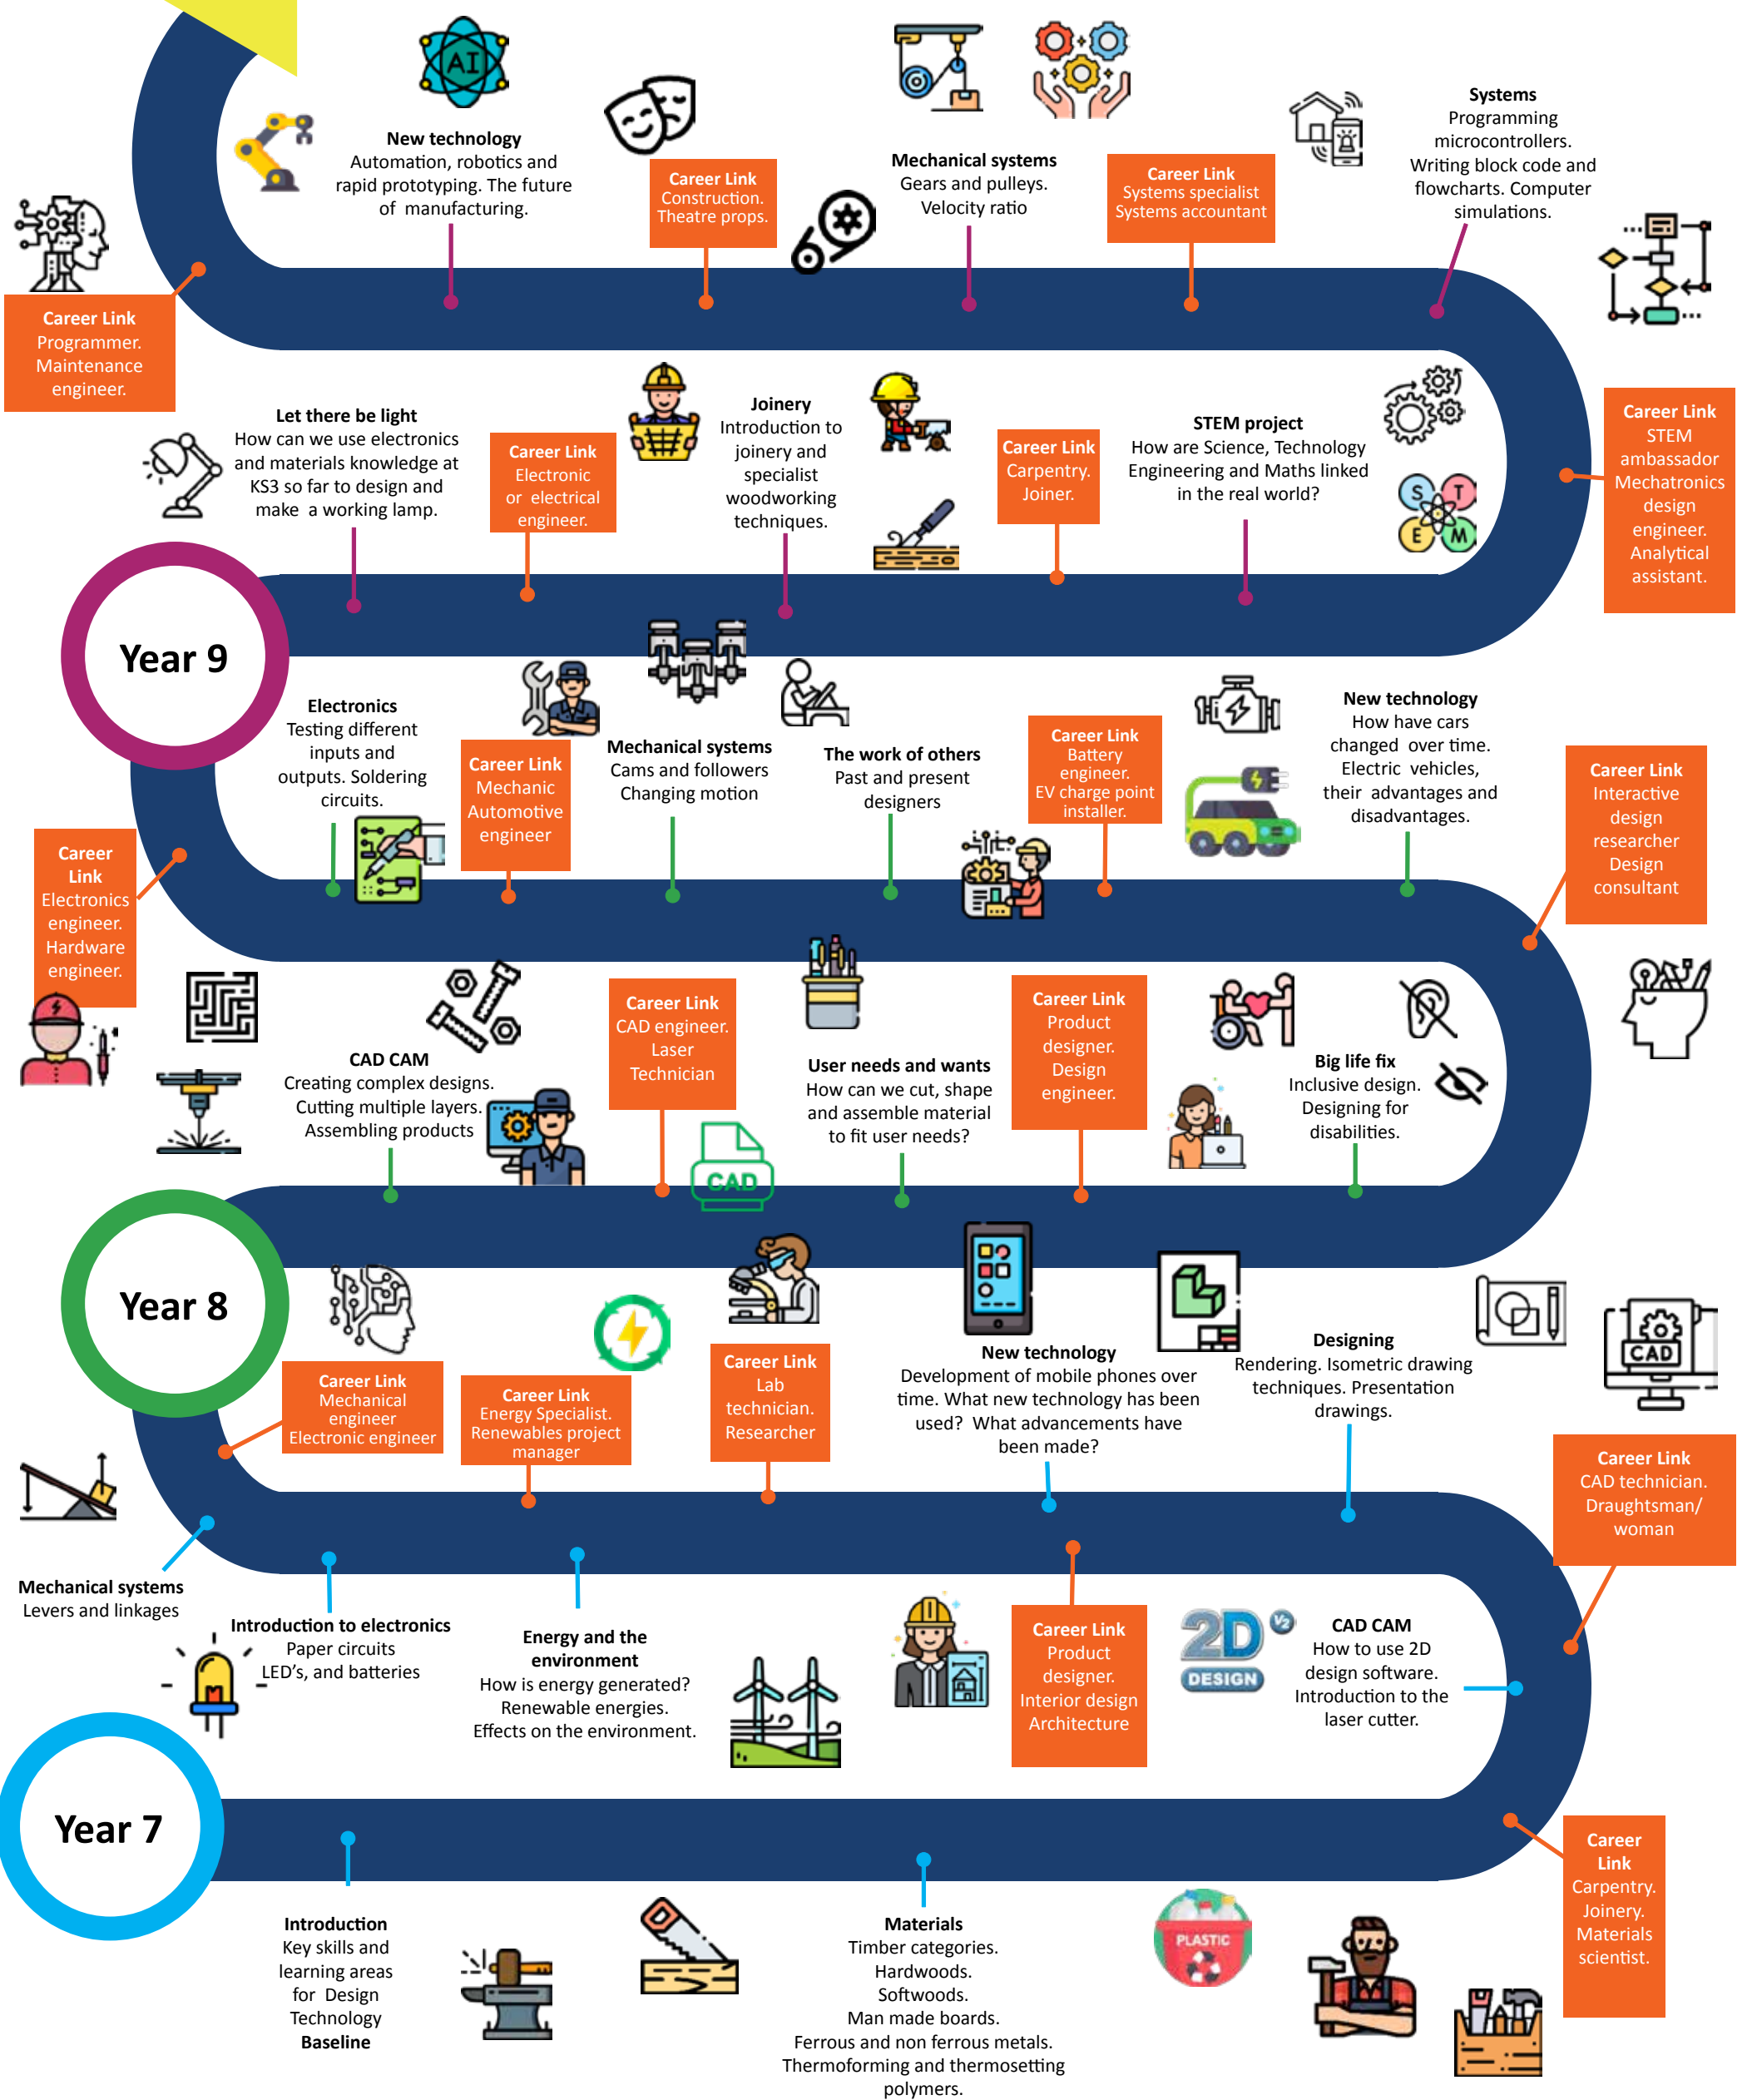 AI
New technology
Automation, robotics and
rapid prototyping. The future
of manufacturing.
Career Link
Construction.
Theatre props.
Mechanical systems
Gears and pulleys.
Velocity ratio
Career Link
Systems specialist
Systems accountant
Systems
Programming
microcontrollers.
Writing block code and
flowcharts. Computer
simulations.
Career Link
Programmer.
Maintenance
engineer.
Let there be light
How can we use electronics
and materials knowledge at
KS3 so far to design and
make a working lamp.
Career Link
Electronic
or electrical
engineer.
Joinery
Introduction to
joinery and
specialist
woodworking
techniques.
Career Link
Carpentry.
Joiner.
STEM project
How are Science, Technology
Engineering and Maths linked
in the real world?
S T
E M
Career Link
STEM
ambassador
Mechatronics
design
engineer.
Analytical
assistant.
Year 9
Electronics
Testing different
inputs and
outputs. Soldering
circuits.
Career Link
Mechanic
Automotive
engineer
Mechanical systems
Cams and followers
Changing motion
The work of others
Past and present
designers
Career Link
Battery
engineer.
EV charge point
installer.
New technology
How have cars
changed over time.
Electric vehicles,
their advantages and
disadvantages.
Career Link
Interactive
design
researcher
Design
consultant
Career
Link
Electronics
engineer.
Hardware
engineer.
CAD CAM
Creating complex designs.
Cutting multiple layers.
Assembling products
Career Link
CAD engineer.
Laser
Technician
CAD
User needs and wants
How can we cut, shape
and assemble material
to fit user needs?
Career Link
Product
designer.
Design
engineer.
Big life fix
Inclusive design.
Designing for
disabilities.
Year 8
Career Link
Mechanical
engineer
Electronic engineer
Career Link
Energy Specialist.
Renewables project
manager
Career Link
Lab
technician.
Researcher
New technology
Development of mobile phones over
time. What new technology has been
used? What advancements have
been made?
Designing
Rendering. Isometric drawing
techniques. Presentation
drawings.
CAD
Career Link
CAD technician.
Draughtsman/
woman
Mechanical systems
Levers and linkages
Introduction to electronics
Paper circuits
LED's, and batteries
Energy and the
environment
How is energy generated?
Renewable energies.
Effects on the environment.
Career Link
Product
designer.
Interior design
Architecture
2D V2
DESIGN
CAD CAM
How to use 2D
design software.
Introduction to the
laser cutter.
Year 7
Career
Link
Carpentry.
Joinery.
Materials
scientist.
Introduction
Key skills and
learning areas
for Design
Technology
Baseline
Materials
Timber categories.
Hardwoods.
Softwoods.
Man made boards.
Ferrous and non ferrous metals.
Thermoforming and thermosetting
polymers.
PLASTIC